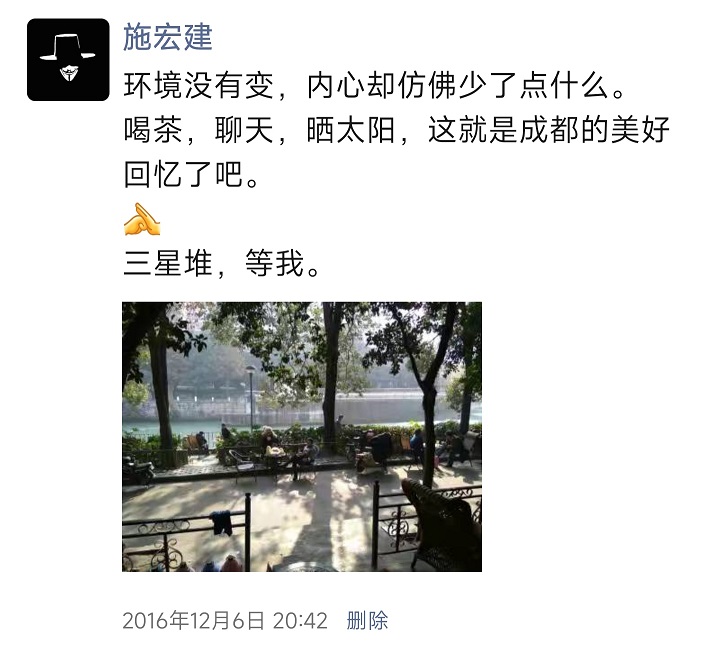 施宏建
环境没有变，内心却仿佛少了点什么。
喝茶，聊天，晒太阳，这就是成都的美好
回忆了吧。
三星堆，等我。
2016年12月6日 20:42 删除